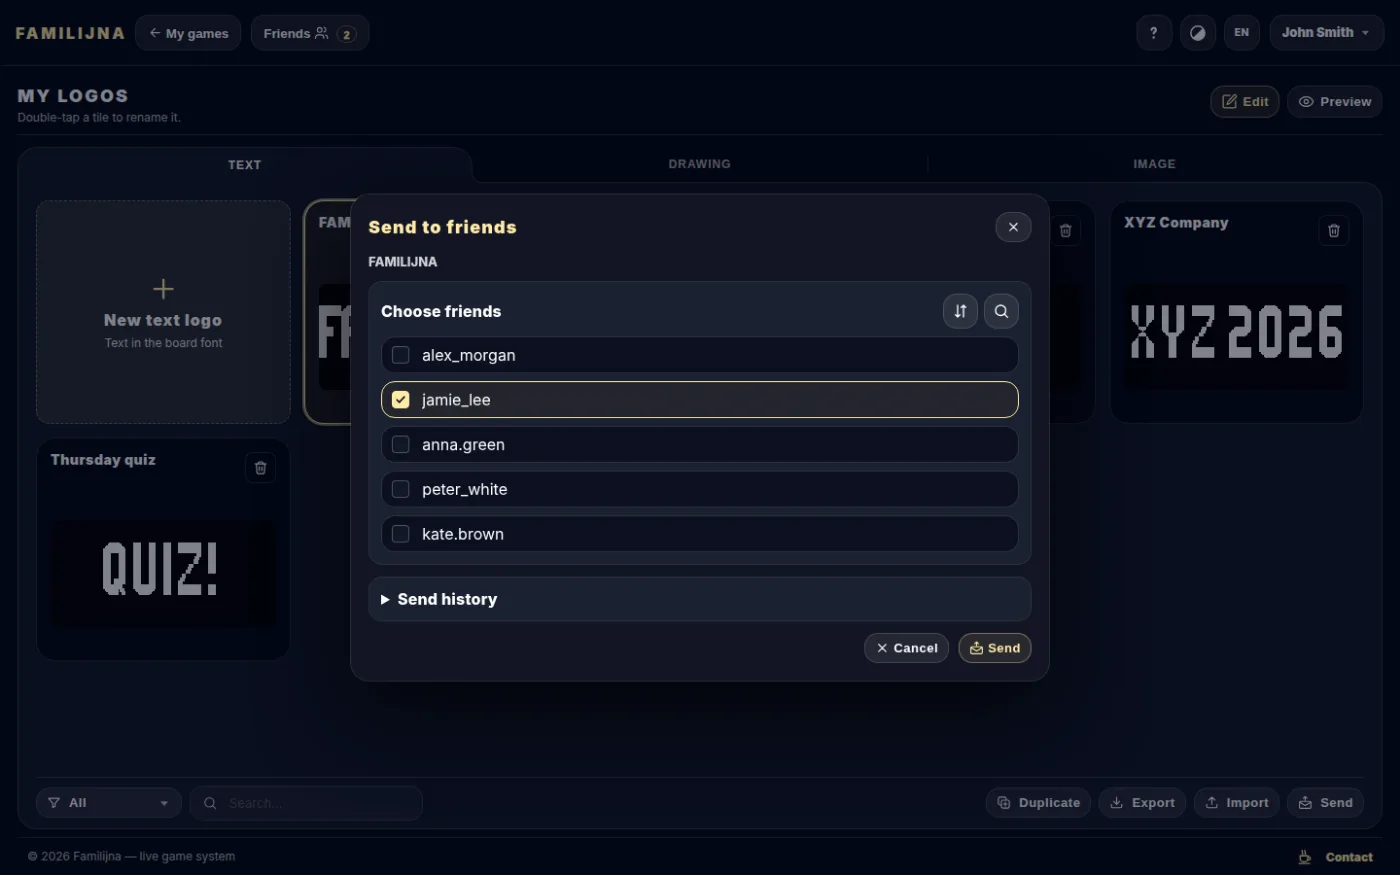 FAMILIJNA
My games
Friends 2
?
EN
John Smith
MY LOGOS
Double-tap a tile to rename it.
Edit
Preview
TEXT
DRAWING
IMAGE
New text logo
Text in the board font
FAM
XYZ Company
XYZ 2026
Thursday quiz
QUIZ!
Send to friends
FAMILIJNA
Choose friends
alex_morgan
jamie_lee
anna.green
peter_white
kate.brown
Send history
Cancel
Send
All
Search...
Duplicate
Export
Import
Send
© 2026 Familijna — live game system
Contact